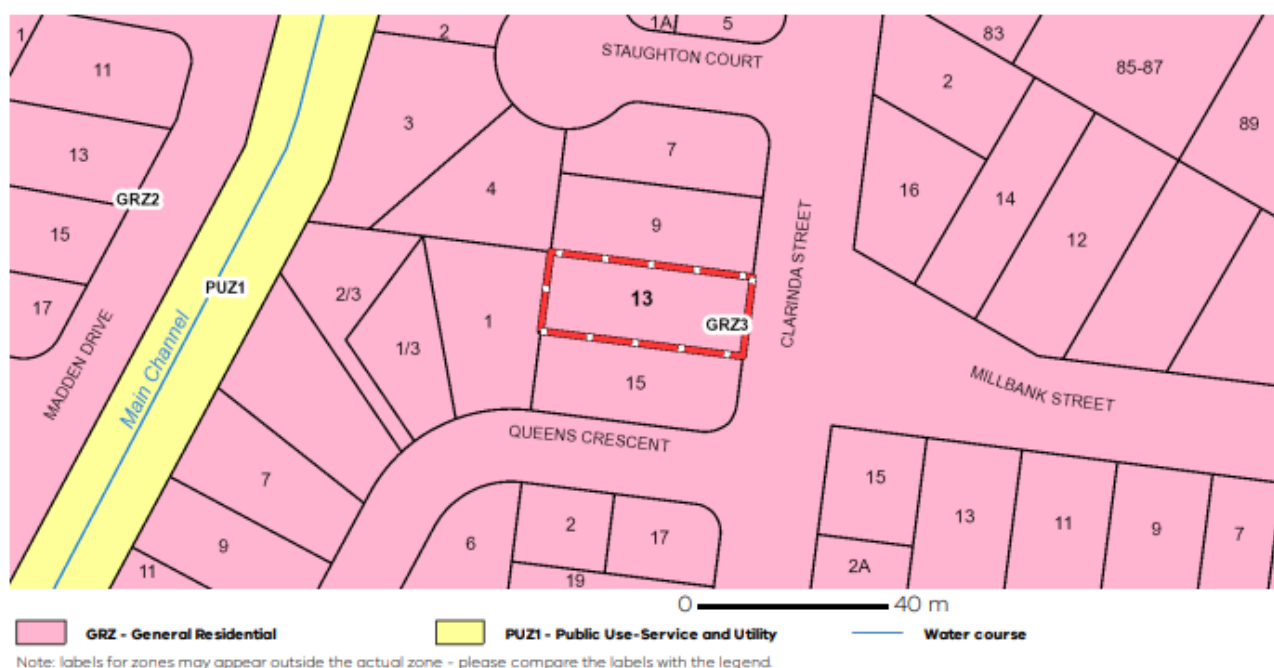 1
11
2
1A
5
STAUGHTON COURT
83
85-87
2
3
7
89
13
GRZ2
4
16
14
9
15
12
PUZ1
2/3
13
GRZ3
CLARINDA STREET
17
1/3
1
MADDEN DRIVE
Main Channel
15
MILLBANK STREET
QUEENS CRESCENT
7
15
13
11
9
7
2
17
6
9
2A
11
19
0 40 m
GRZ - General Residential
PUZ1 - Public Use-Service and Utility
Water course
Note: labels for zones may appear outside the actual zone - please compare the labels with the legend.